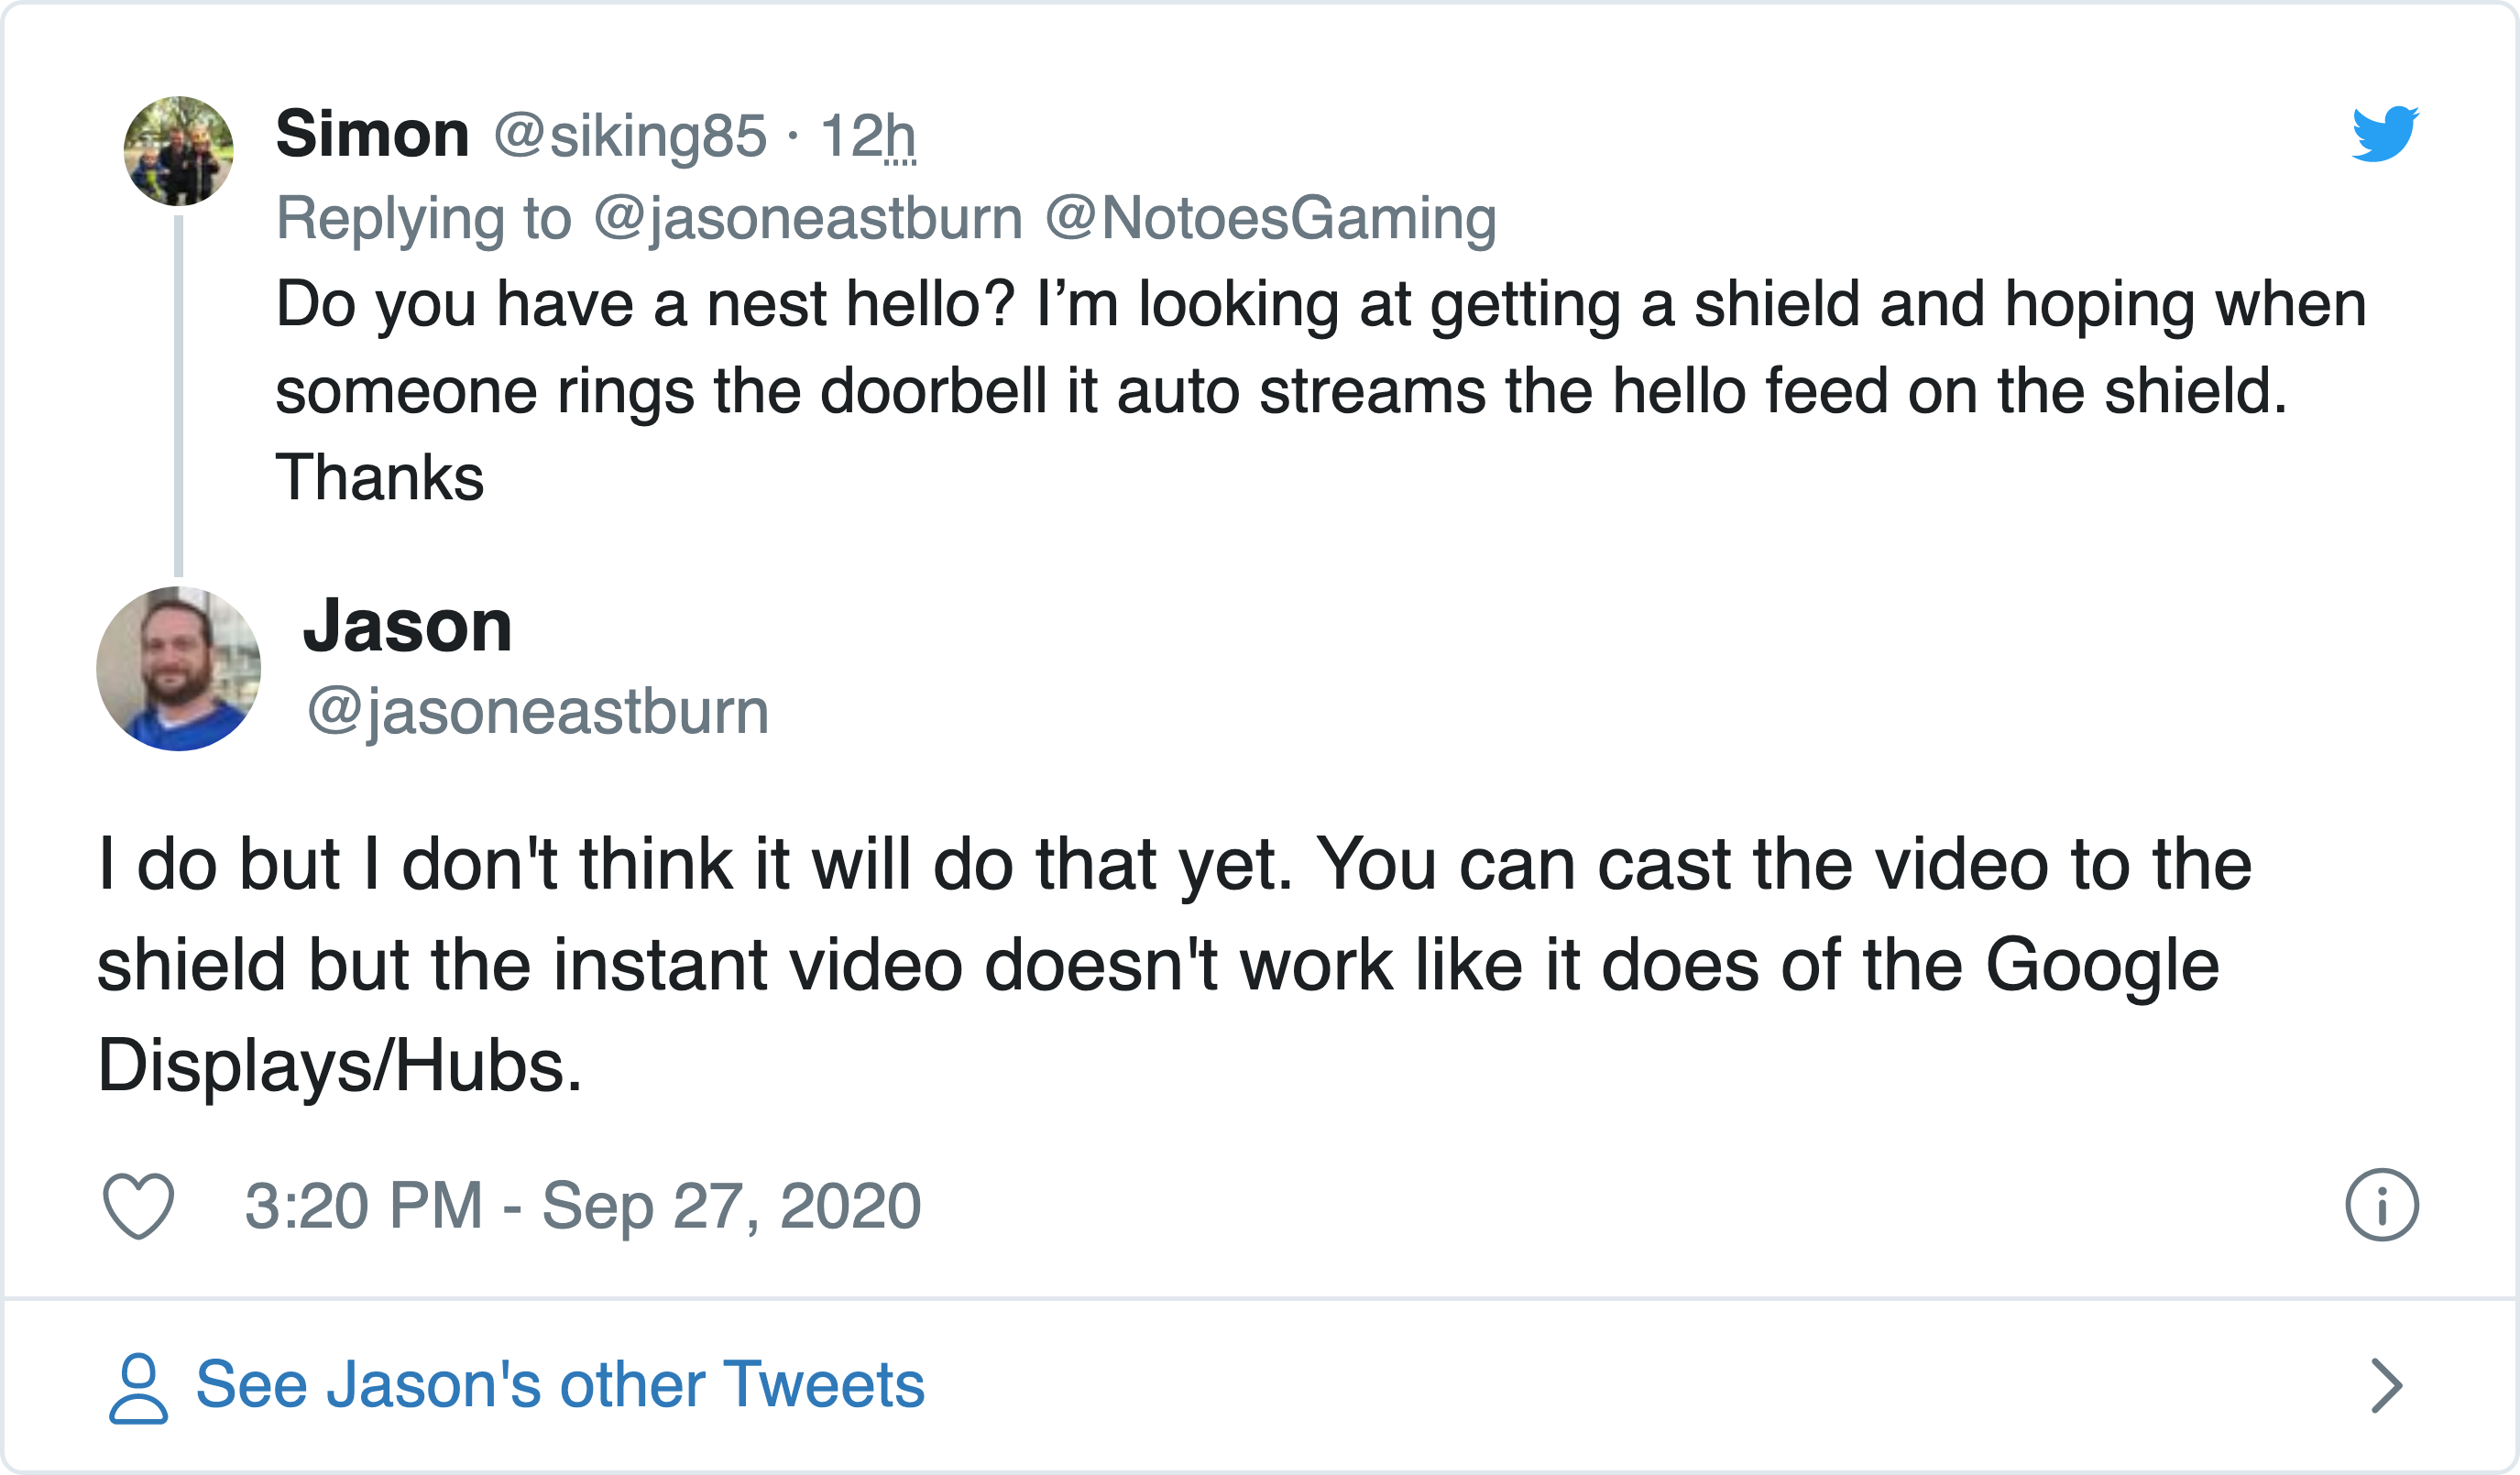 Simon @siking85 · 12h
Replying to @jasoneastburn @NotoesGaming
Do you have a nest hello? I’m looking at getting a shield and hoping when
someone rings the doorbell it auto streams the hello feed on the shield.
Thanks
Jason
@jasoneastburn
I do but I don't think it will do that yet. You can cast the video to the
shield but the instant video doesn't work like it does of the Google
Displays/Hubs.
3:20 PM - Sep 27, 2020
See Jason's other Tweets